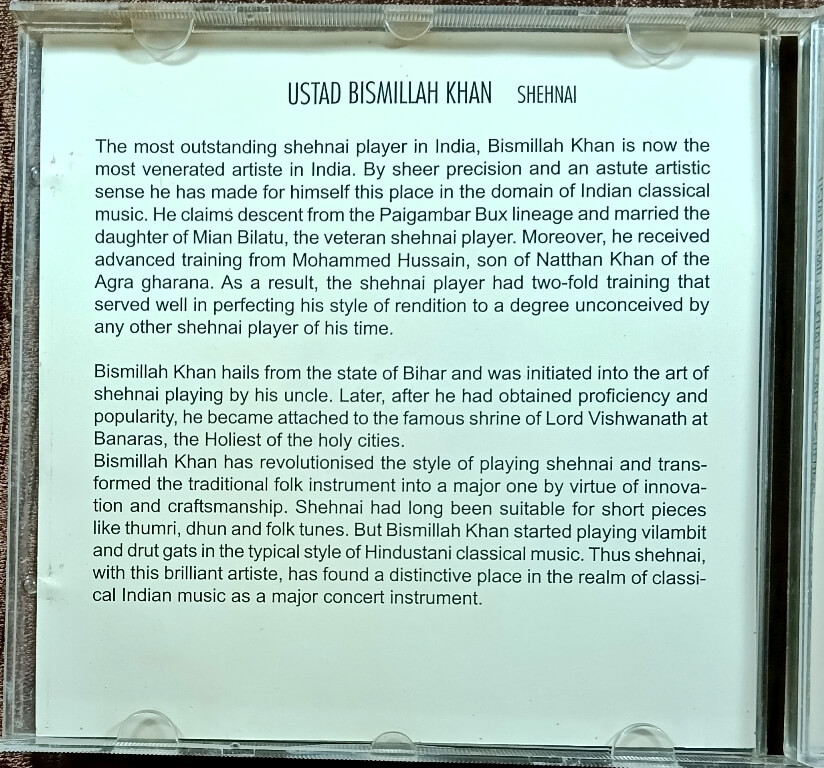 USTAD BISMILLAH KHAN SHEHNAI
The most outstanding shehnai player in India, Bismillah Khan is now the
most venerated artiste in India. By sheer precision and an astute artistic
sense he has made for himself this place in the domain of Indian classical
music. He claims descent from the Paigambar Bux lineage and married the
daughter of Mian Bilatu, the veteran shehnai player. Moreover, he received
advanced training from Mohammed Hussain, son of Natthan Khan of the
Agra gharana. As a result, the shehnai player had two-fold training that
served well in perfecting his style of rendition to a degree unconceived by
any other shehnai player of his time.
Bismillah Khan hails from the state of Bihar and was initiated into the art of
shehnai playing by his uncle. Later, after he had obtained proficiency and
popularity, he became attached to the famous shrine of Lord Vishwanath at
Banaras, the Holiest of the holy cities.
Bismillah Khan has revolutionised the style of playing shehnai and trans-
formed the traditional folk instrument into a major one by virtue of innova-
tion and craftsmanship. Shehnai had long been suitable for short pieces
like thumri, dhun and folk tunes. But Bismillah Khan started playing vilambit
and drut gats in the typical style of Hindustani classical music. Thus shehnai,
with this brilliant artiste, has found a distinctive place in the realm of classi-
cal Indian music as a major concert instrument.